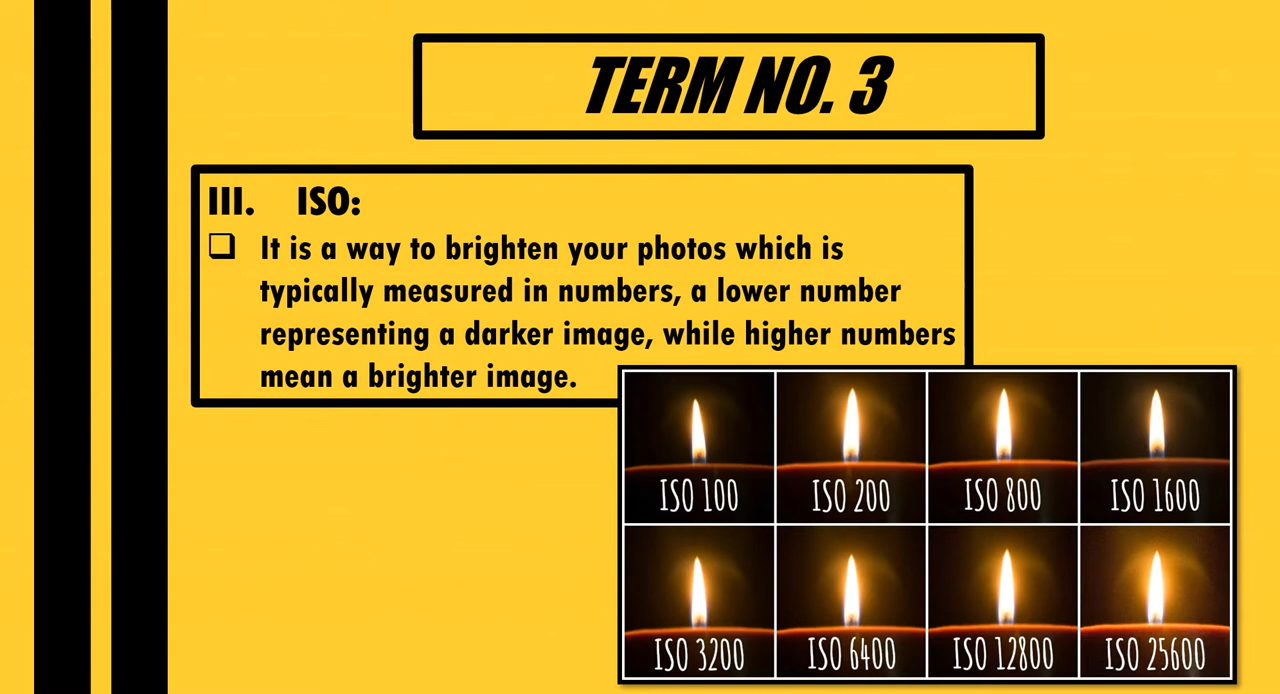 TERM NO. 3
III. ISO:
❑ It is a way to brighten your photos which is
typically measured in numbers, a lower number
representing a darker image, while higher numbers
mean a brighter image.
ISO 100
ISO 200
ISO 800
ISO 1600
ISO 3200
ISO 6400
ISO 12800
ISO 25600